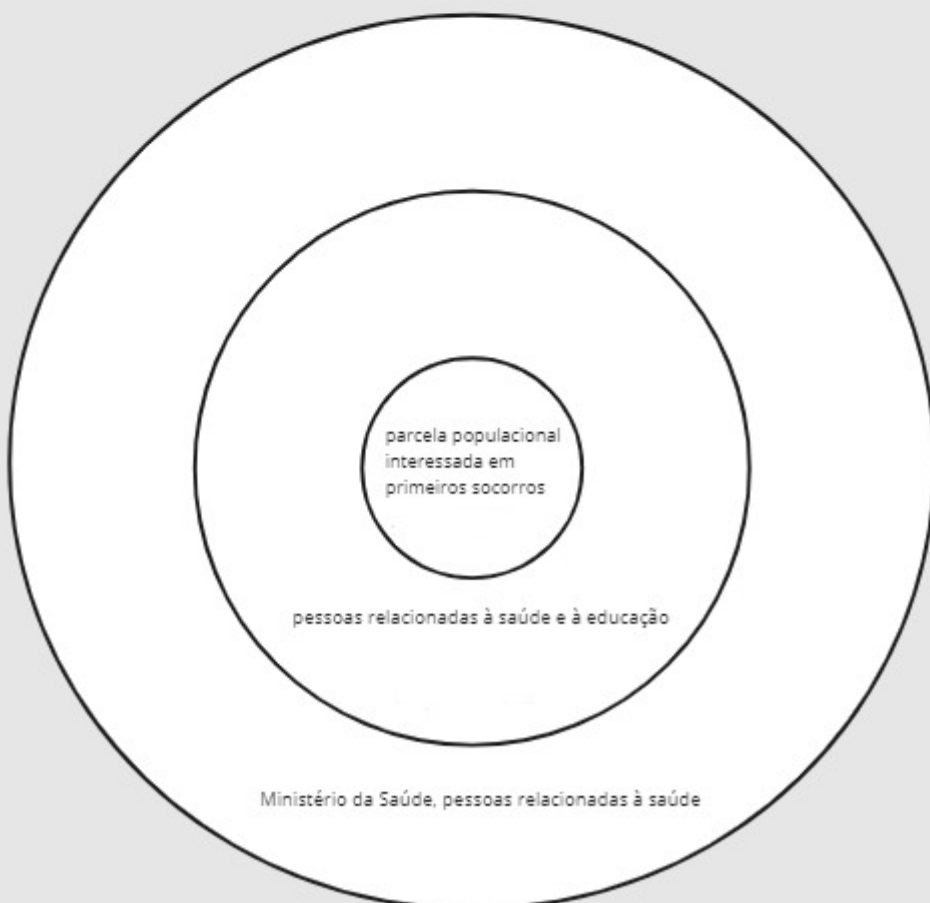 parcela populacional
interessada em
primeiros socorros
pessoas relacionadas à saúde e à educação
Ministério da Saúde, pessoas relacionadas à saúde